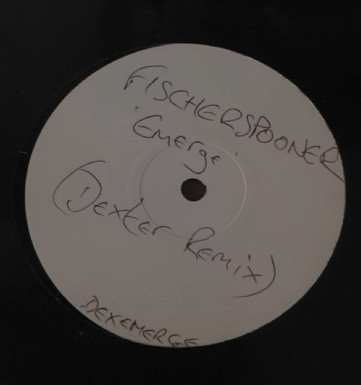 FISCHERSPOONER
'Emerge'
(Dexter Remix)
DEXEMERGE